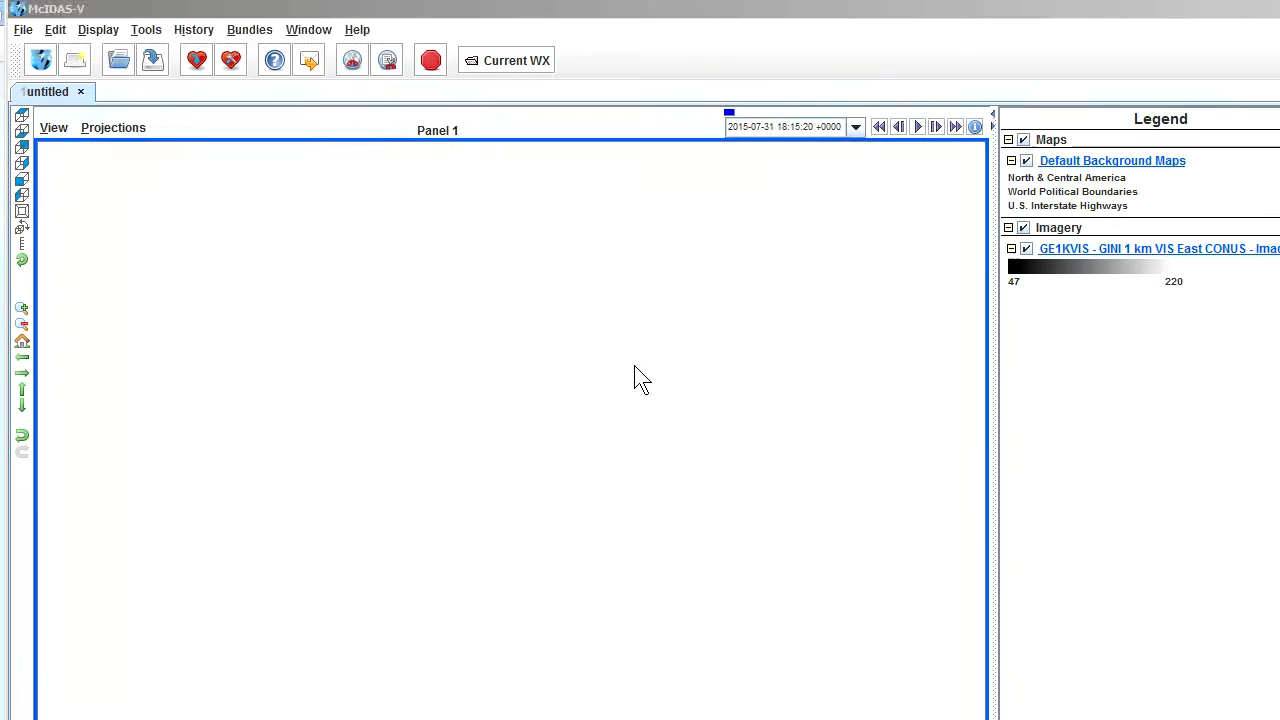 McIDAS-V
File Edit Display Tools History Bundles Window Help
Current WX
1untitled ×
View Projections
Panel 1
2015-07-31 18:15:20 +0000
Legend
Maps
Default Background Maps
North & Central America
World Political Boundaries
U.S. Interstate Highways
Imagery
GE1KVIS - GINI 1 km VIS East CONUS - Imag
47 220